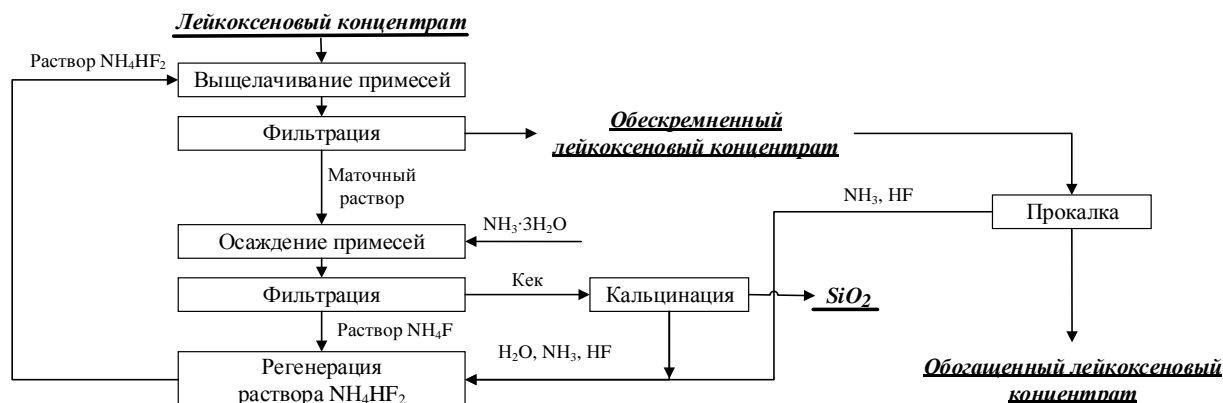 Лейкоксеновый концентрат
Раствор NH₄HF₂
Выщелачивание примесей
Фильтрация
Обескремненный
лейкоксеновый концентрат
Маточный
раствор
NH₃, HF
Прокалка
NH₃·3H₂O
Осаждение примесей
Кек
Фильтрация
Кальцинация
SiO₂
Раствор NH₄F
H₂O, NH₃, HF
Регенерация
раствора NH₄HF₂
Обогащенный лейкоксеновый
концентрат